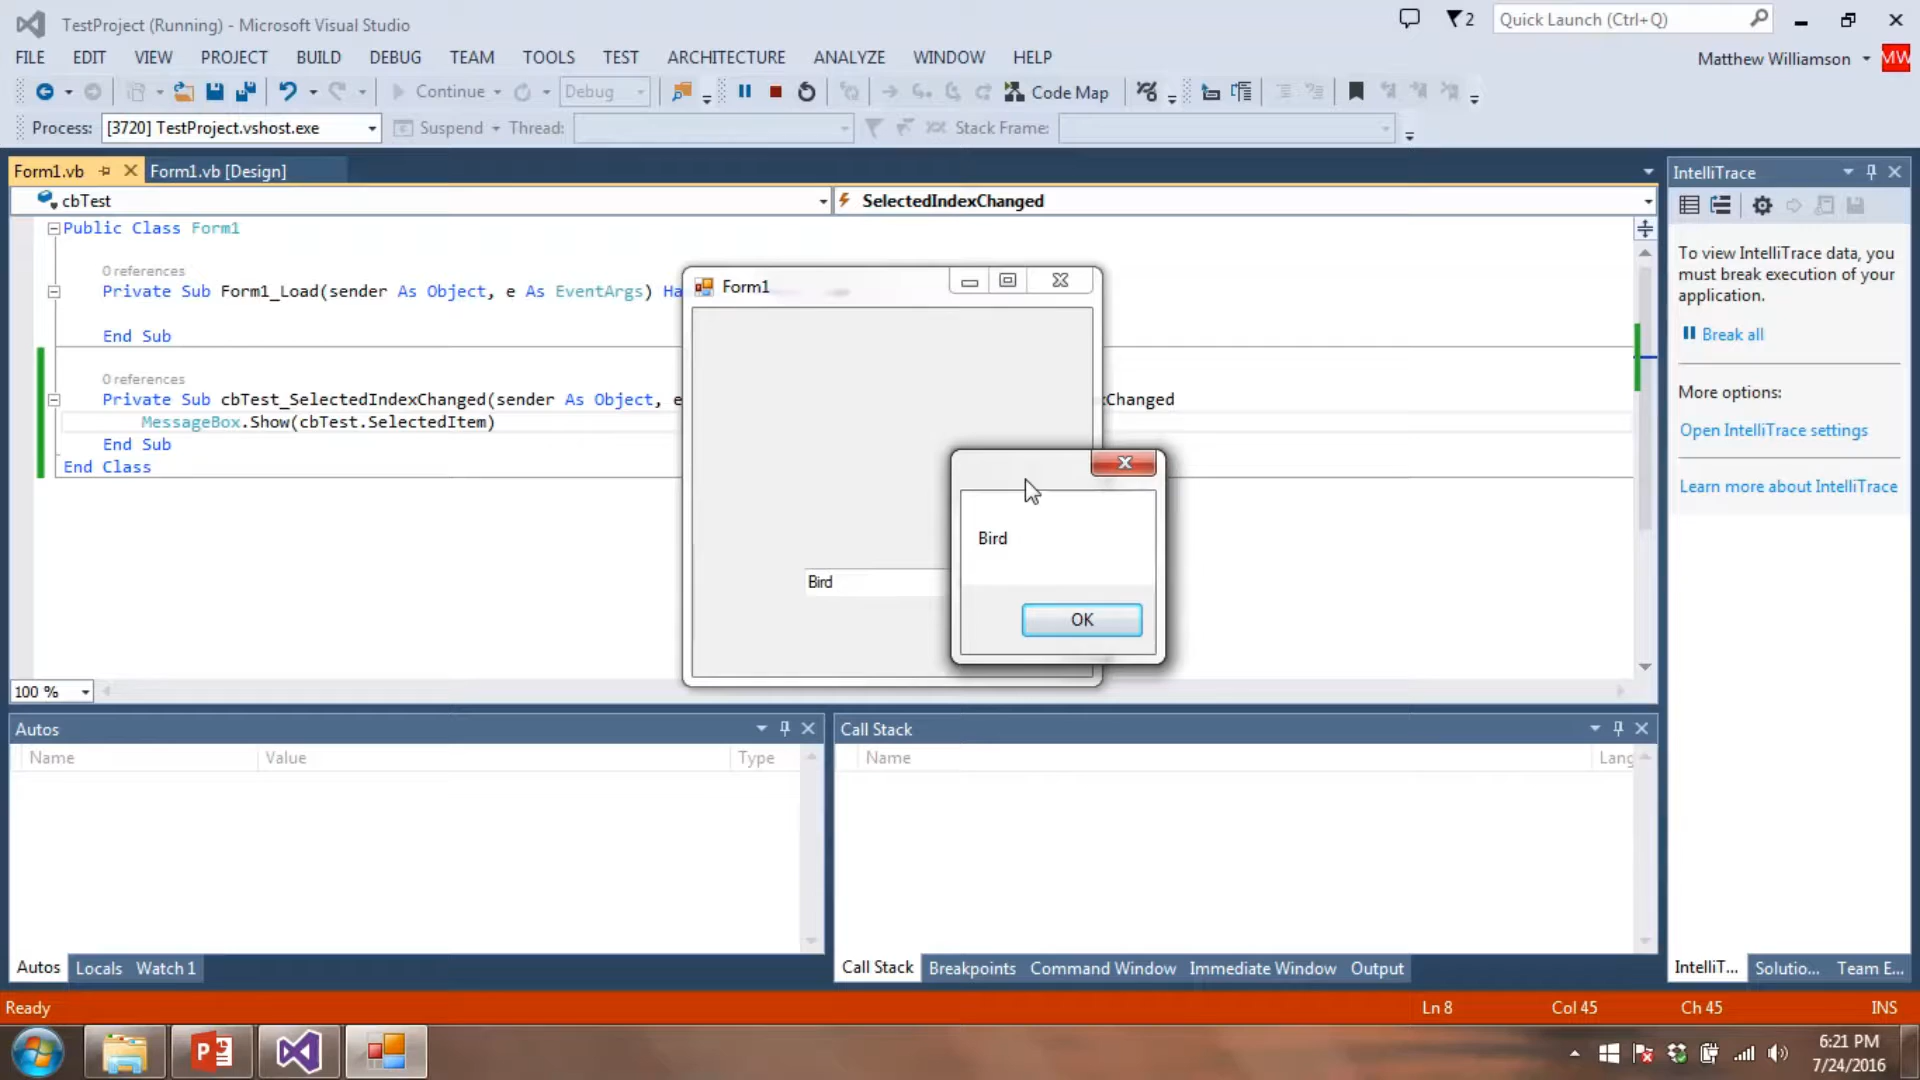 TestProject (Running) - Microsoft Visual Studio
2
Quick Launch (Ctrl+Q)
FILE EDIT VIEW PROJECT BUILD DEBUG TEAM TOOLS TEST ARCHITECTURE ANALYZE WINDOW HELP
Matthew Williamson
MW
Continue
Debug
Code Map
Process: [3720] TestProject.vshost.exe
Suspend
Thread:
Stack Frame:
Form1.vb
Form1.vb [Design]
cbTest
SelectedIndexChanged
Public Class Form1
0 references
Private Sub Form1_Load(sender As Object, e As EventArgs) Ha
End Sub
0 references
Private Sub cbTest_SelectedIndexChanged(sender As Object, e
Changed
MessageBox.Show(cbTest.SelectedItem)
End Sub
End Class
Form1
Bird
Bird
OK
100 %
IntelliTrace
To view IntelliTrace data, you
must break execution of your
application.
Break all
More options:
Open IntelliTrace settings
Learn more about IntelliTrace
Autos
Name Value Type
Call Stack
Name Lang
Autos Locals Watch 1
Call Stack Breakpoints Command Window Immediate Window Output
IntelliT... Solutio... Team E...
Ready
Ln 8 Col 45 Ch 45 INS
6:21 PM
7/24/2016